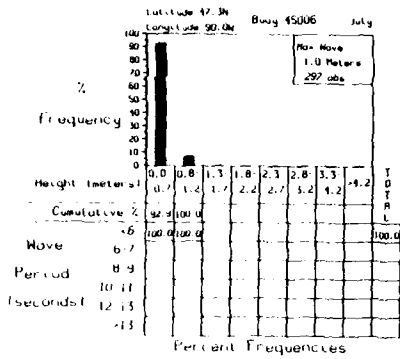 Latitude 47.3N
Longitude 90.0W
Buoy 45006 July
Max Wave
1.0 Meters
297 obs
100
90
80
70
60
50
40
30
20
10
0
% Frequency
Height (meters) 0.0- 0.7 0.8- 1.2 1.3- 1.7 1.8- 2.2 2.3- 2.7 2.8- 3.2 3.3- 4.2 >4.2 TOTAL
Cumulative % 92.9 100.0
<6 100.0 100.0 100.0
6-7
8-9
10-11
12-13
>13
Wave
Period
(seconds)
Percent Frequencies